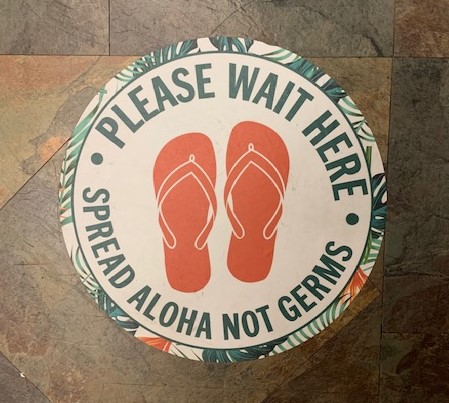 PLEASE WAIT HERE
SPREAD ALOHA NOT GERMS